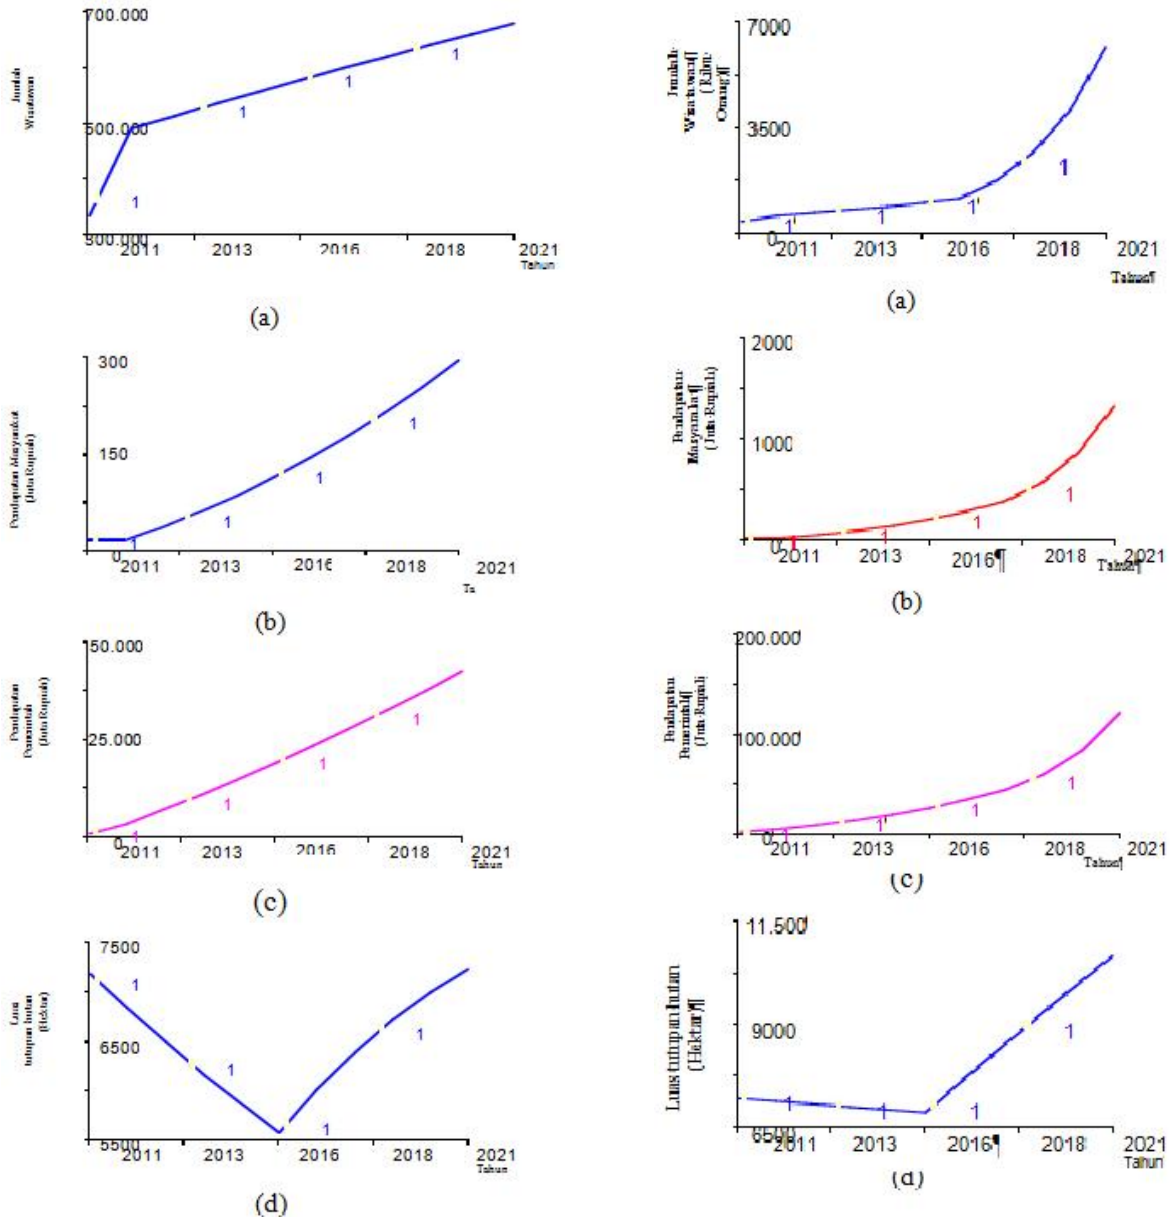 700.000
Jumlah
Wisatawan
500.000
300.000
1
1
1
1
2011 2013 2016 2018 2021
Tahun
(a)
7000
Jumlah
Wisatawan¶
(Ribu
Orang)¶
3500
0
1
1
1
1
2011 2013 2016 2018 2021
Tahun¶
(a)
300
Pendapatan Masyarakat
(Juta Rupiah)
150
0
1
1
1
1
2011 2013 2016 2018 2021
Ta
(b)
2000
Pendapatan
Masyarakat¶
(Juta Rupiah)
1000
0
1
1
1
1
2011 2013 2016¶ 2018 2021
Tahun¶
(b)
50.000
Pendapatan
Pemerintah
(Juta Rupiah)
25.000
0
1
1
1
1
2011 2013 2016 2018 2021
Tahun
(c)
200.000
Pendapatan
Pemerintah¶
(Juta Rupiah)
100.000
0
1
1
1
1
2011 2013 2016 2018 2021
Tahun¶
(c)
7500
Luas
tutupan hutan
(Hektar)
6500
5500
1
1
1
1
2011 2013 2016 2018 2021
Tahun
(d)
11.500
Luas tutupan hutan
(Hektar)¶
9000
6500
1
1
1
1
2011 2013 2016¶ 2018 2021
Tahun
(d)